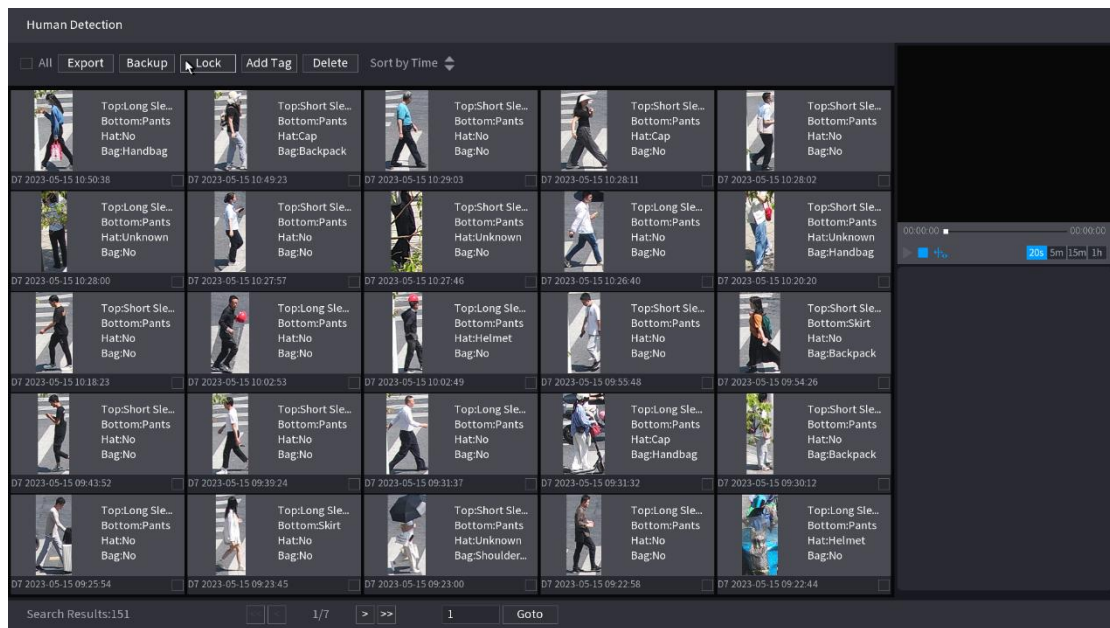 Human Detection
All Export Backup Lock Add Tag Delete Sort by Time
Top:Long Sle...
Bottom:Pants
Hat:No
Bag:Handbag
D7 2023-05-15 10:50:38
Top:Short Sle...
Bottom:Pants
Hat:Cap
Bag:Backpack
D7 2023-05-15 10:49:23
Top:Short Sle...
Bottom:Pants
Hat:No
Bag:No
D7 2023-05-15 10:29:03
Top:Short Sle...
Bottom:Pants
Hat:Cap
Bag:No
D7 2023-05-15 10:28:11
Top:Short Sle...
Bottom:Pants
Hat:No
Bag:No
D7 2023-05-15 10:28:02
Top:Long Sle...
Bottom:Pants
Hat:Unknown
Bag:No
D7 2023-05-15 10:28:00
Top:Short Sle...
Bottom:Pants
Hat:No
Bag:No
D7 2023-05-15 10:27:57
Top:Short Sle...
Bottom:Pants
Hat:Unknown
Bag:No
D7 2023-05-15 10:27:46
Top:Long Sle...
Bottom:Pants
Hat:No
Bag:No
D7 2023-05-15 10:26:40
Top:Short Sle...
Bottom:Pants
Hat:Unknown
Bag:Handbag
D7 2023-05-15 10:20:20
Top:Short Sle...
Bottom:Pants
Hat:No
Bag:No
D7 2023-05-15 10:18:23
Top:Long Sle...
Bottom:Pants
Hat:No
Bag:No
D7 2023-05-15 10:02:53
Top:Long Sle...
Bottom:Pants
Hat:Helmet
Bag:No
D7 2023-05-15 10:02:49
Top:Short Sle...
Bottom:Pants
Hat:No
Bag:No
D7 2023-05-15 09:55:48
Top:Short Sle...
Bottom:Skirt
Hat:No
Bag:Backpack
D7 2023-05-15 09:54:26
Top:Short Sle...
Bottom:Pants
Hat:No
Bag:No
D7 2023-05-15 09:43:52
Top:Short Sle...
Bottom:Pants
Hat:No
Bag:No
D7 2023-05-15 09:39:24
Top:Long Sle...
Bottom:Pants
Hat:No
Bag:No
D7 2023-05-15 09:31:37
Top:Long Sle...
Bottom:Pants
Hat:Cap
Bag:Handbag
D7 2023-05-15 09:31:32
Top:Short Sle...
Bottom:Pants
Hat:No
Bag:Backpack
D7 2023-05-15 09:30:12
Top:Long Sle...
Bottom:Pants
Hat:No
Bag:No
D7 2023-05-15 09:25:54
Top:Long Sle...
Bottom:Skirt
Hat:No
Bag:No
D7 2023-05-15 09:23:45
Top:Short Sle...
Bottom:Pants
Hat:Unknown
Bag:Shoulder...
D7 2023-05-15 09:23:00
Top:Long Sle...
Bottom:Pants
Hat:No
Bag:No
D7 2023-05-15 09:22:58
Top:Long Sle...
Bottom:Pants
Hat:Helmet
Bag:No
D7 2023-05-15 09:22:44
00:00:00 00:00:00
20s 5m 15m 1h
Search Results:151 << < 1/7 > >> 1 Goto